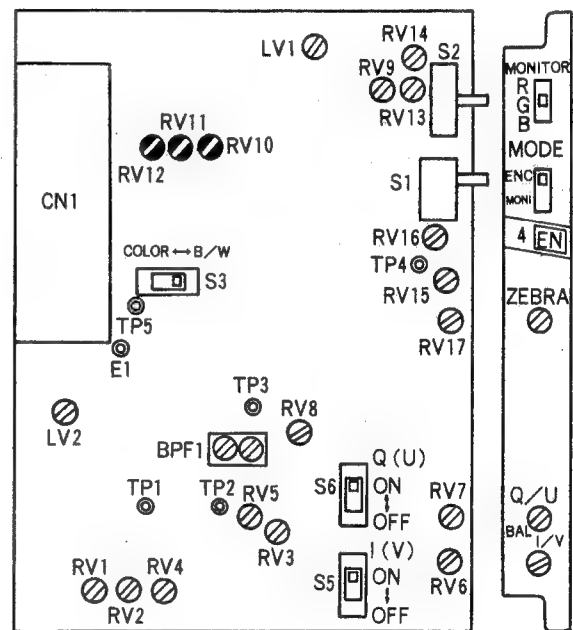 RV14
LV1
S2
RV9
MONITOR
R
G
B
RV13
RV11
RV10
RV12
MODE
S1
ENC
MONI
CN1
4 EN
RV16
COLOR ↔ B/W
TP4
S3
RV15
ZEBRA
TP5
RV17
E1
TP3
RV8
LV2
BPF1
Q (U)
S6
ON
↕
OFF
TP1
TP2
RV5
RV7
Q/U
RV3
BAL
I/V
I (V)
S5
ON
↕
OFF
RV6
RV1
RV4
RV2